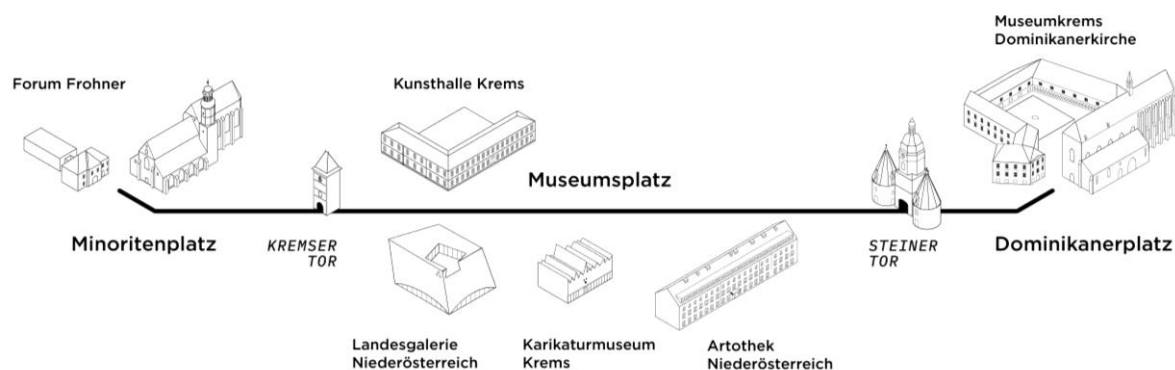 Museumkrems
Dominikanerkirche
Forum Frohner
Kunsthalle Krems
Museumsplatz
Minoritenplatz
KREMSER
TOR
STEINER
TOR
Dominikanerplatz
Landesgalerie
Niederösterreich
Karikaturmuseum
Krems
Artothek
Niederösterreich